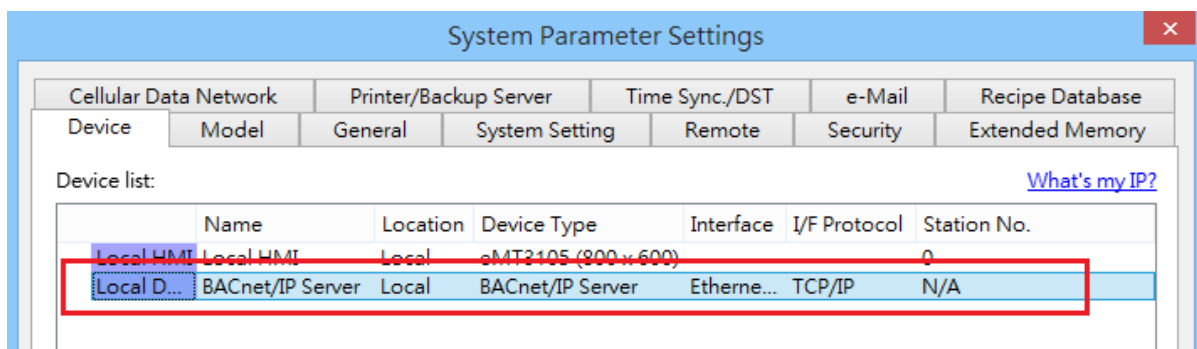 System Parameter Settings
Cellular Data Network Printer/Backup Server Time Sync./DST e-Mail Recipe Database
Device Model General System Setting Remote Security Extended Memory
Device list: What's my IP?
Name Location Device Type Interface I/F Protocol Station No.
Local HMI Local HMI Local eMT3105 (800 x 600) 0
Local D... BACnet/IP Server Local BACnet/IP Server Etherne... TCP/IP N/A